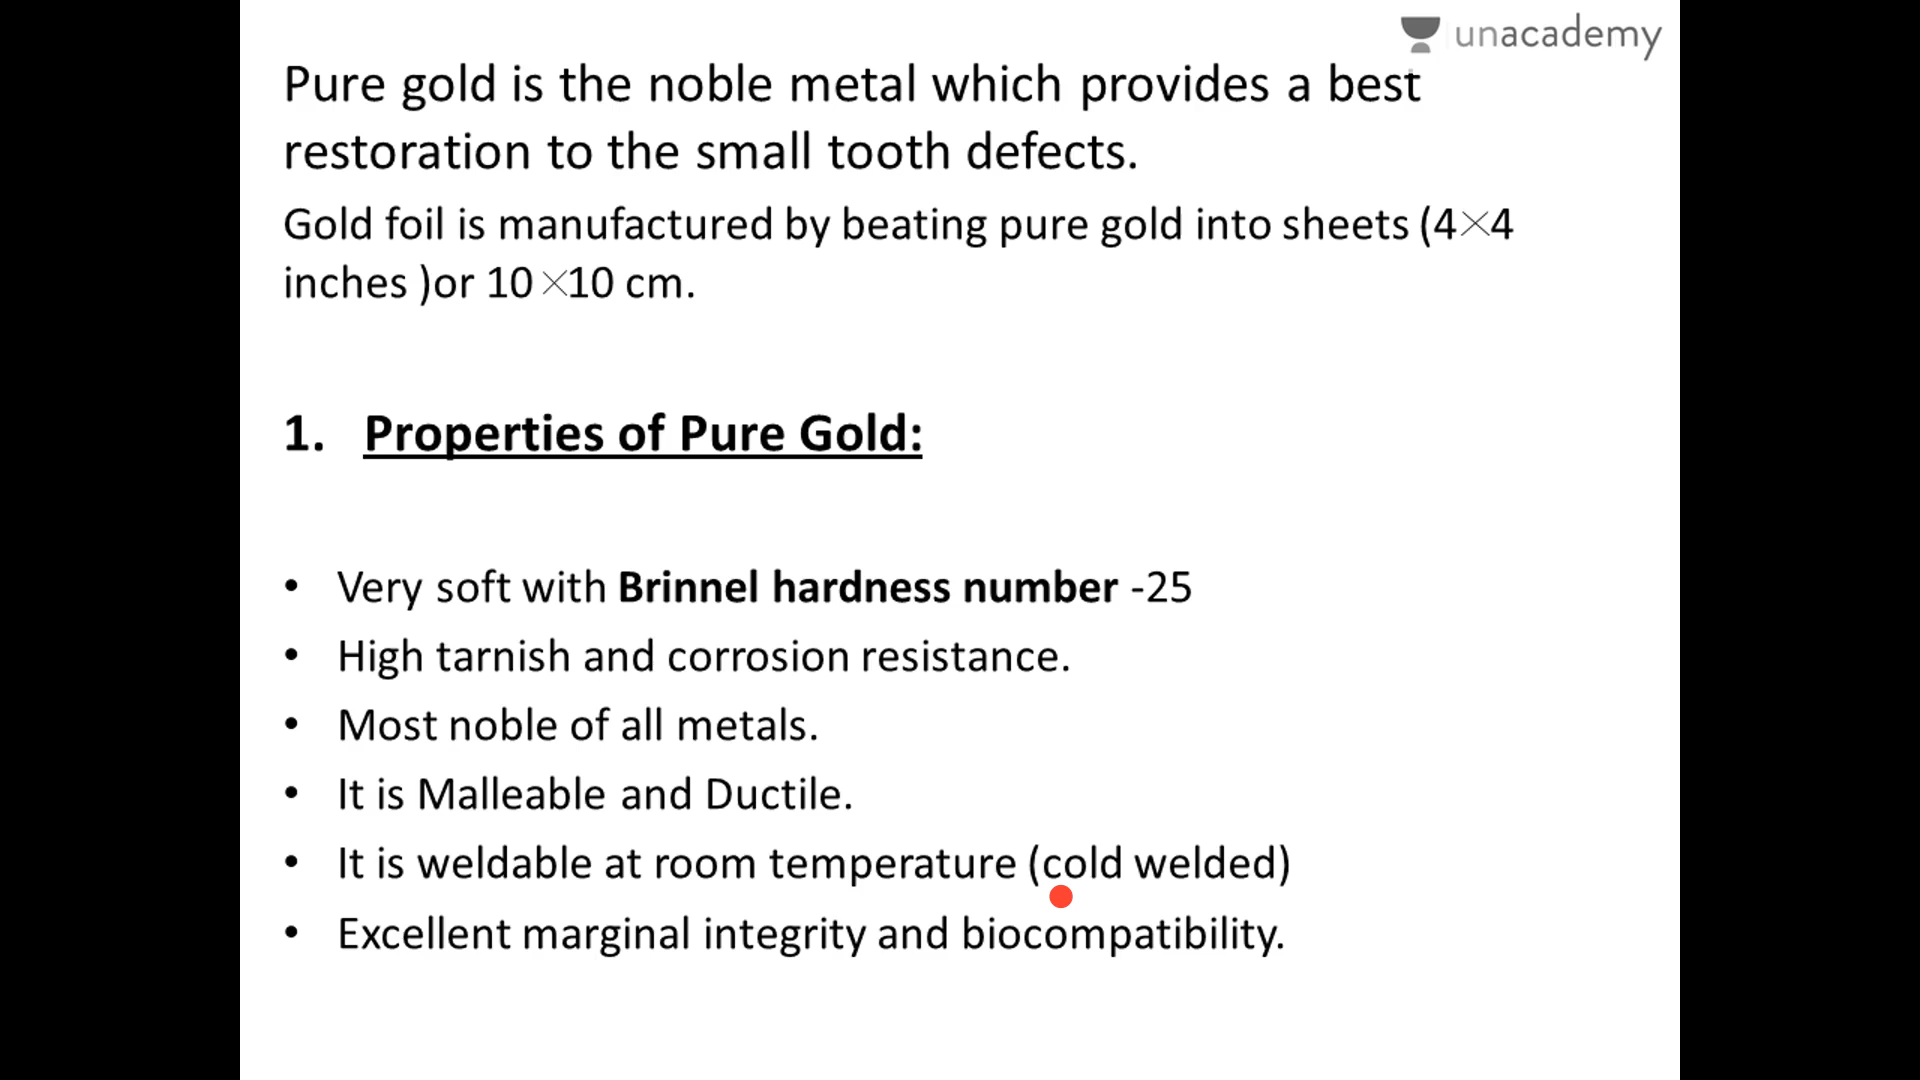 unacademy
Pure gold is the noble metal which provides a best
restoration to the small tooth defects.
Gold foil is manufactured by beating pure gold into sheets (4×4
inches )or 10 ×10 cm.
1. Properties of Pure Gold:
• Very soft with Brinnel hardness number -25
• High tarnish and corrosion resistance.
• Most noble of all metals.
• It is Malleable and Ductile.
• It is weldable at room temperature (cold welded)
• Excellent marginal integrity and biocompatibility.